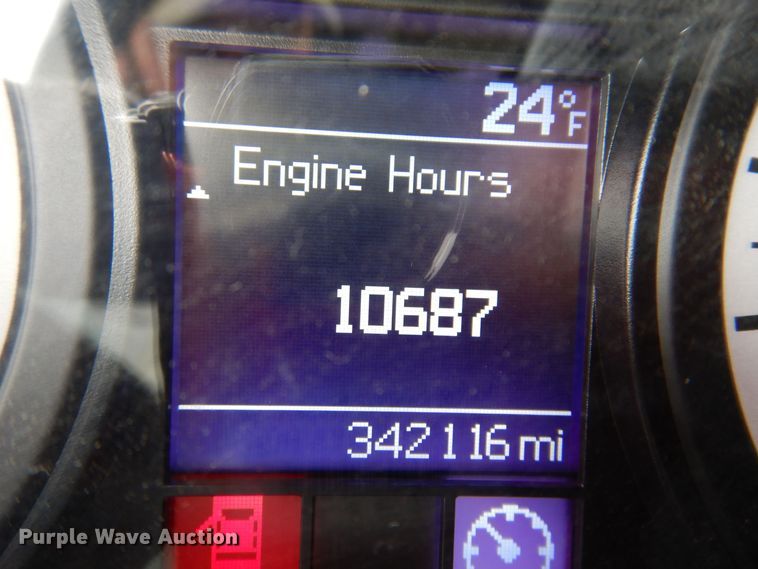 24°F
Engine Hours
10687
342116 mi
Purple Wave Auction